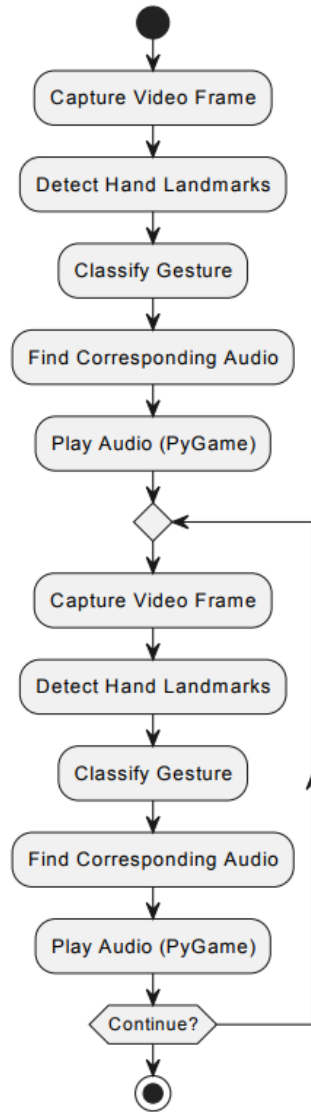 Capture Video Frame
Detect Hand Landmarks
Classify Gesture
Find Corresponding Audio
Play Audio (PyGame)
Capture Video Frame
Detect Hand Landmarks
Classify Gesture
Find Corresponding Audio
Play Audio (PyGame)
Continue?